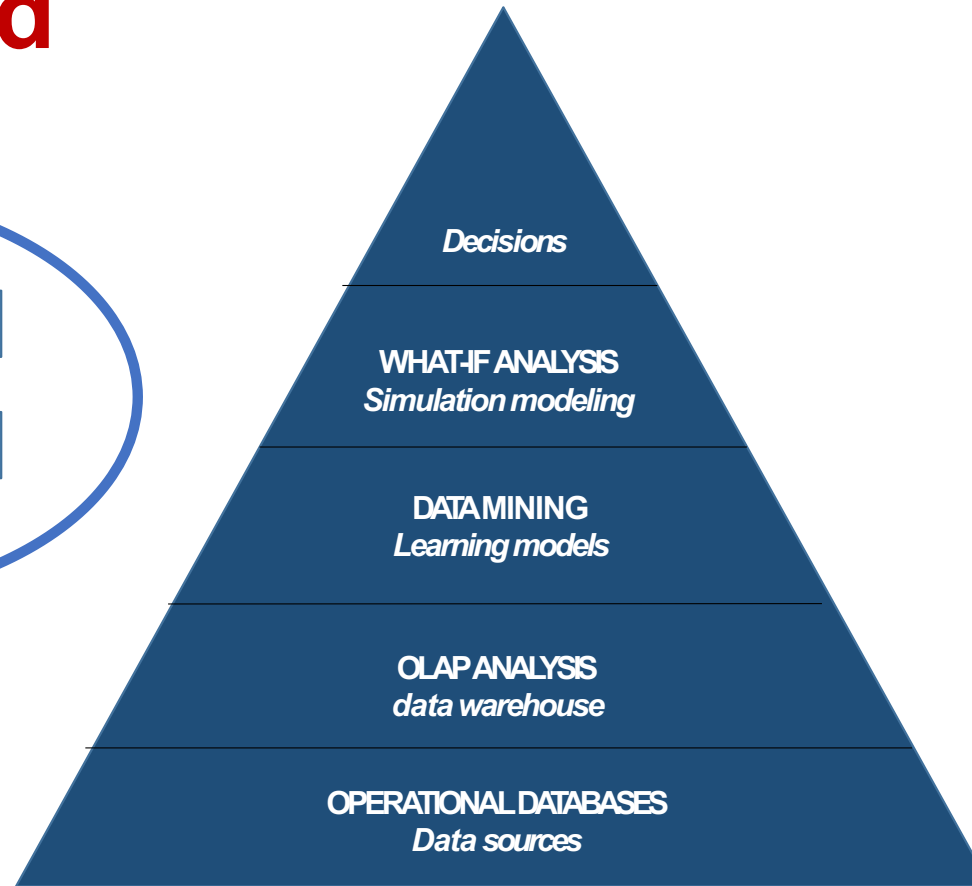 d
Decisions
WHAT-IF ANALYSIS
Simulation modeling
DATA MINING
Learning models
OLAP ANALYSIS
data warehouse
OPERATIONAL DATABASES
Data sources